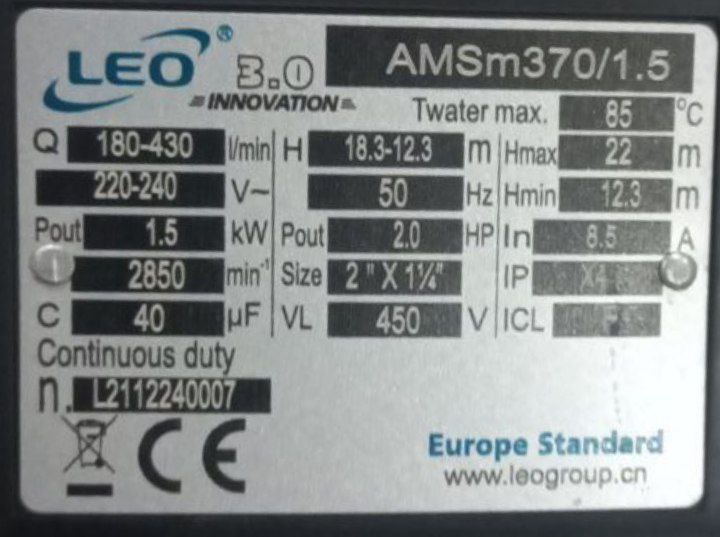 LEO® 3.0 AMSm370/1.5
INNOVATION Twater max. 85 °C
Q 180-430 l/min H 18.3-12.3 m Hmax 22 m
220-240 V~ 50 Hz Hmin 12.3 m
Pout 1.5 kW Pout 2.0 HP In 8.5 A
2850 min⁻¹ Size 2 " X 1¼" IP
C 40 µF VL 450 V ICL F
Continuous duty
n. L2112240007
CE
Europe Standard
www.leogroup.cn